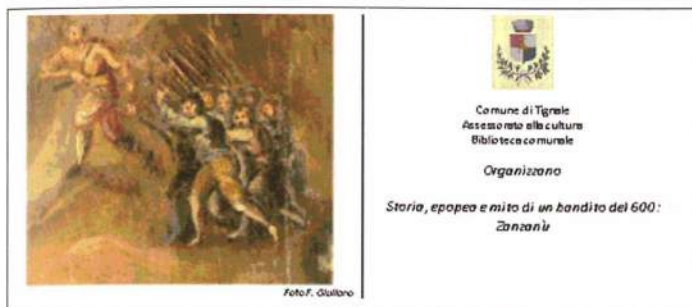 Foto F. Giuliano
Comune di Tignale
Assessorato alla cultura
Biblioteca comunale
Organizzano
Storia, epopea e mito di un bandito del 600:
Zanzanù